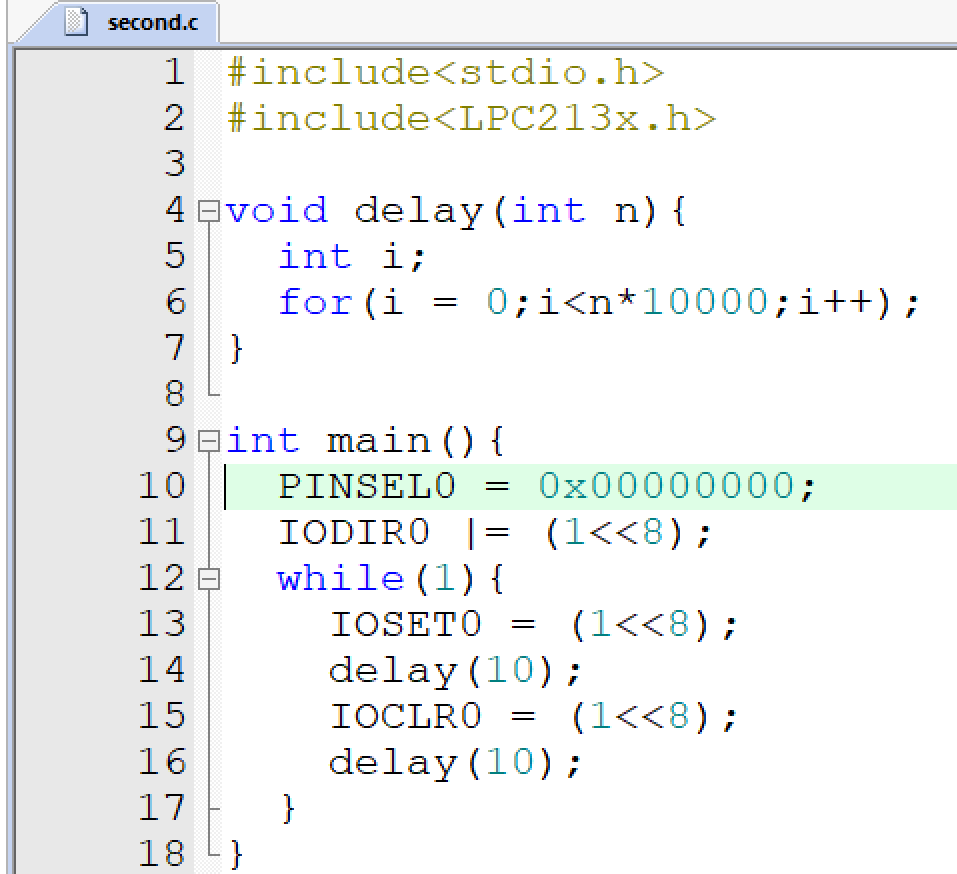 second.c
1 #include<stdio.h>
2 #include<LPC213x.h>
3
4 void delay(int n){
5   int i;
6   for(i = 0;i<n*10000;i++);
7 }
8
9 int main(){
10   PINSEL0 = 0x00000000;
11   IODIR0 |= (1<<8);
12   while(1){
13     IOSET0 = (1<<8);
14     delay(10);
15     IOCLR0 = (1<<8);
16     delay(10);
17   }
18 }